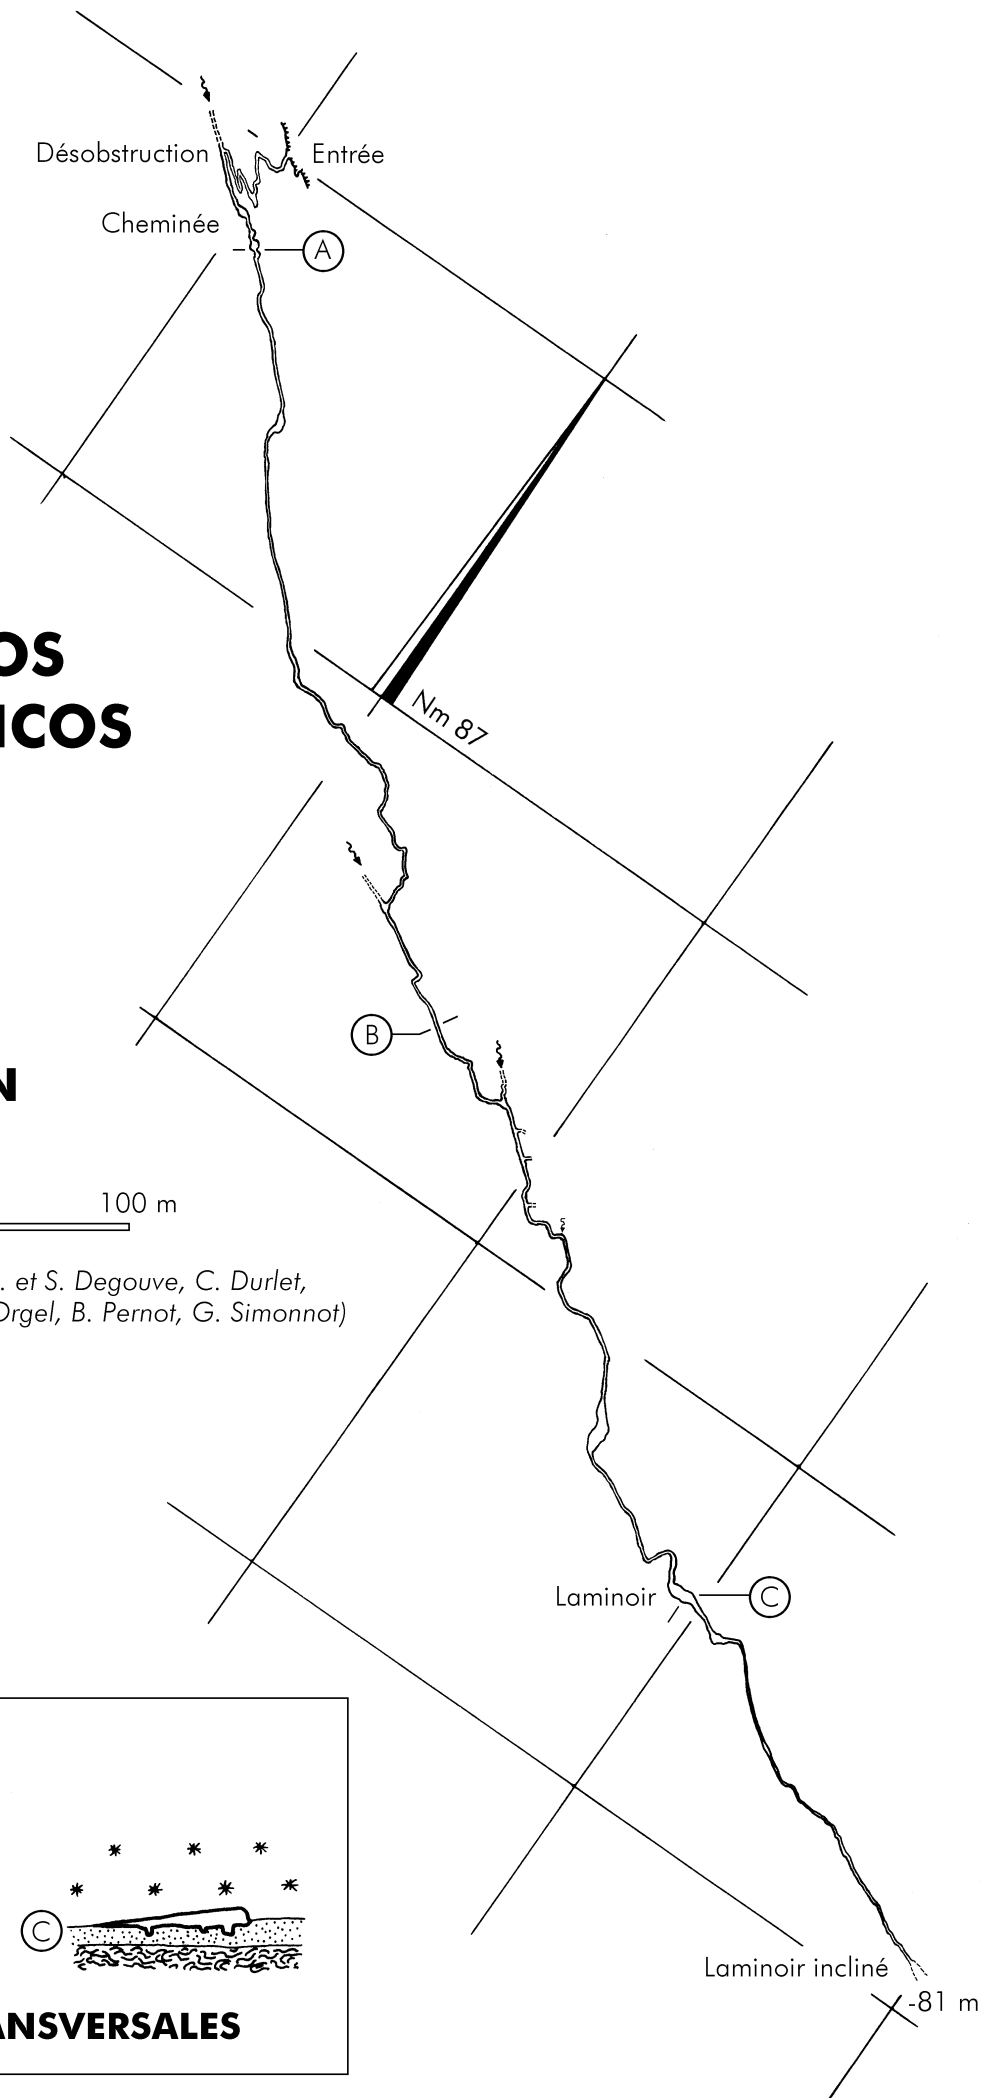 Désobstruction
Entrée
Cheminée
A
OS
ICOS
Nm 87
B
N
100 m
. et S. Degouve, C. Durlet,
Orgel, B. Pernot, G. Simonnot)
Laminoir
C
C
Laminoir incliné
-81 m
ANSVERSALES